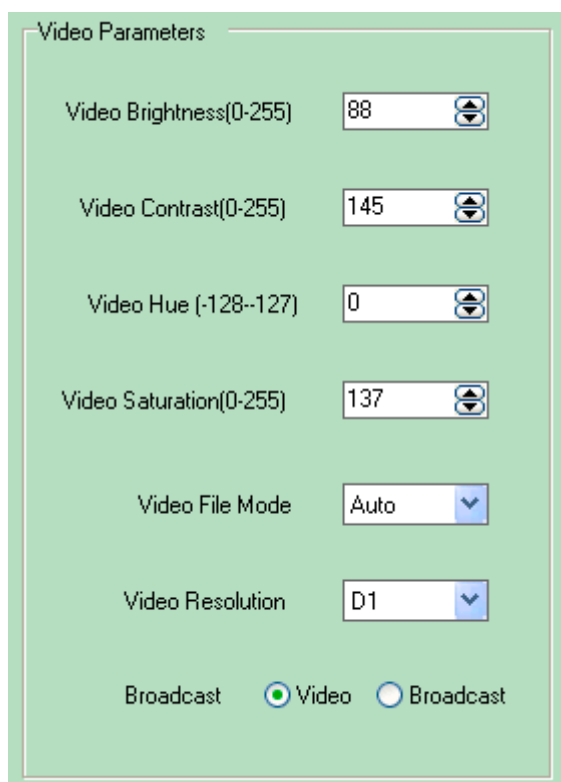 Video Parameters
Video Brightness(0-255) 88
Video Contrast(0-255) 145
Video Hue (-128--127) 0
Video Saturation(0-255) 137
Video File Mode Auto
Video Resolution D1
Broadcast Video Broadcast